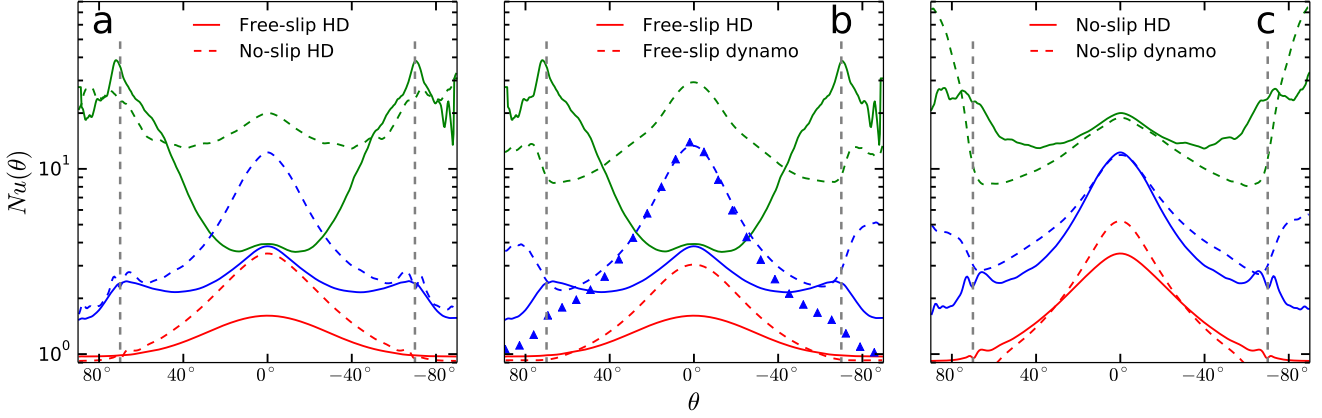 a
Free-slip HD
No-slip HD
b
Free-slip HD
Free-slip dynamo
c
No-slip HD
No-slip dynamo
Nu(θ)
10¹
10⁰
80° 40° 0° −40° −80°
80° 40° 0° −40° −80°
80° 40° 0° −40° −80°
θ